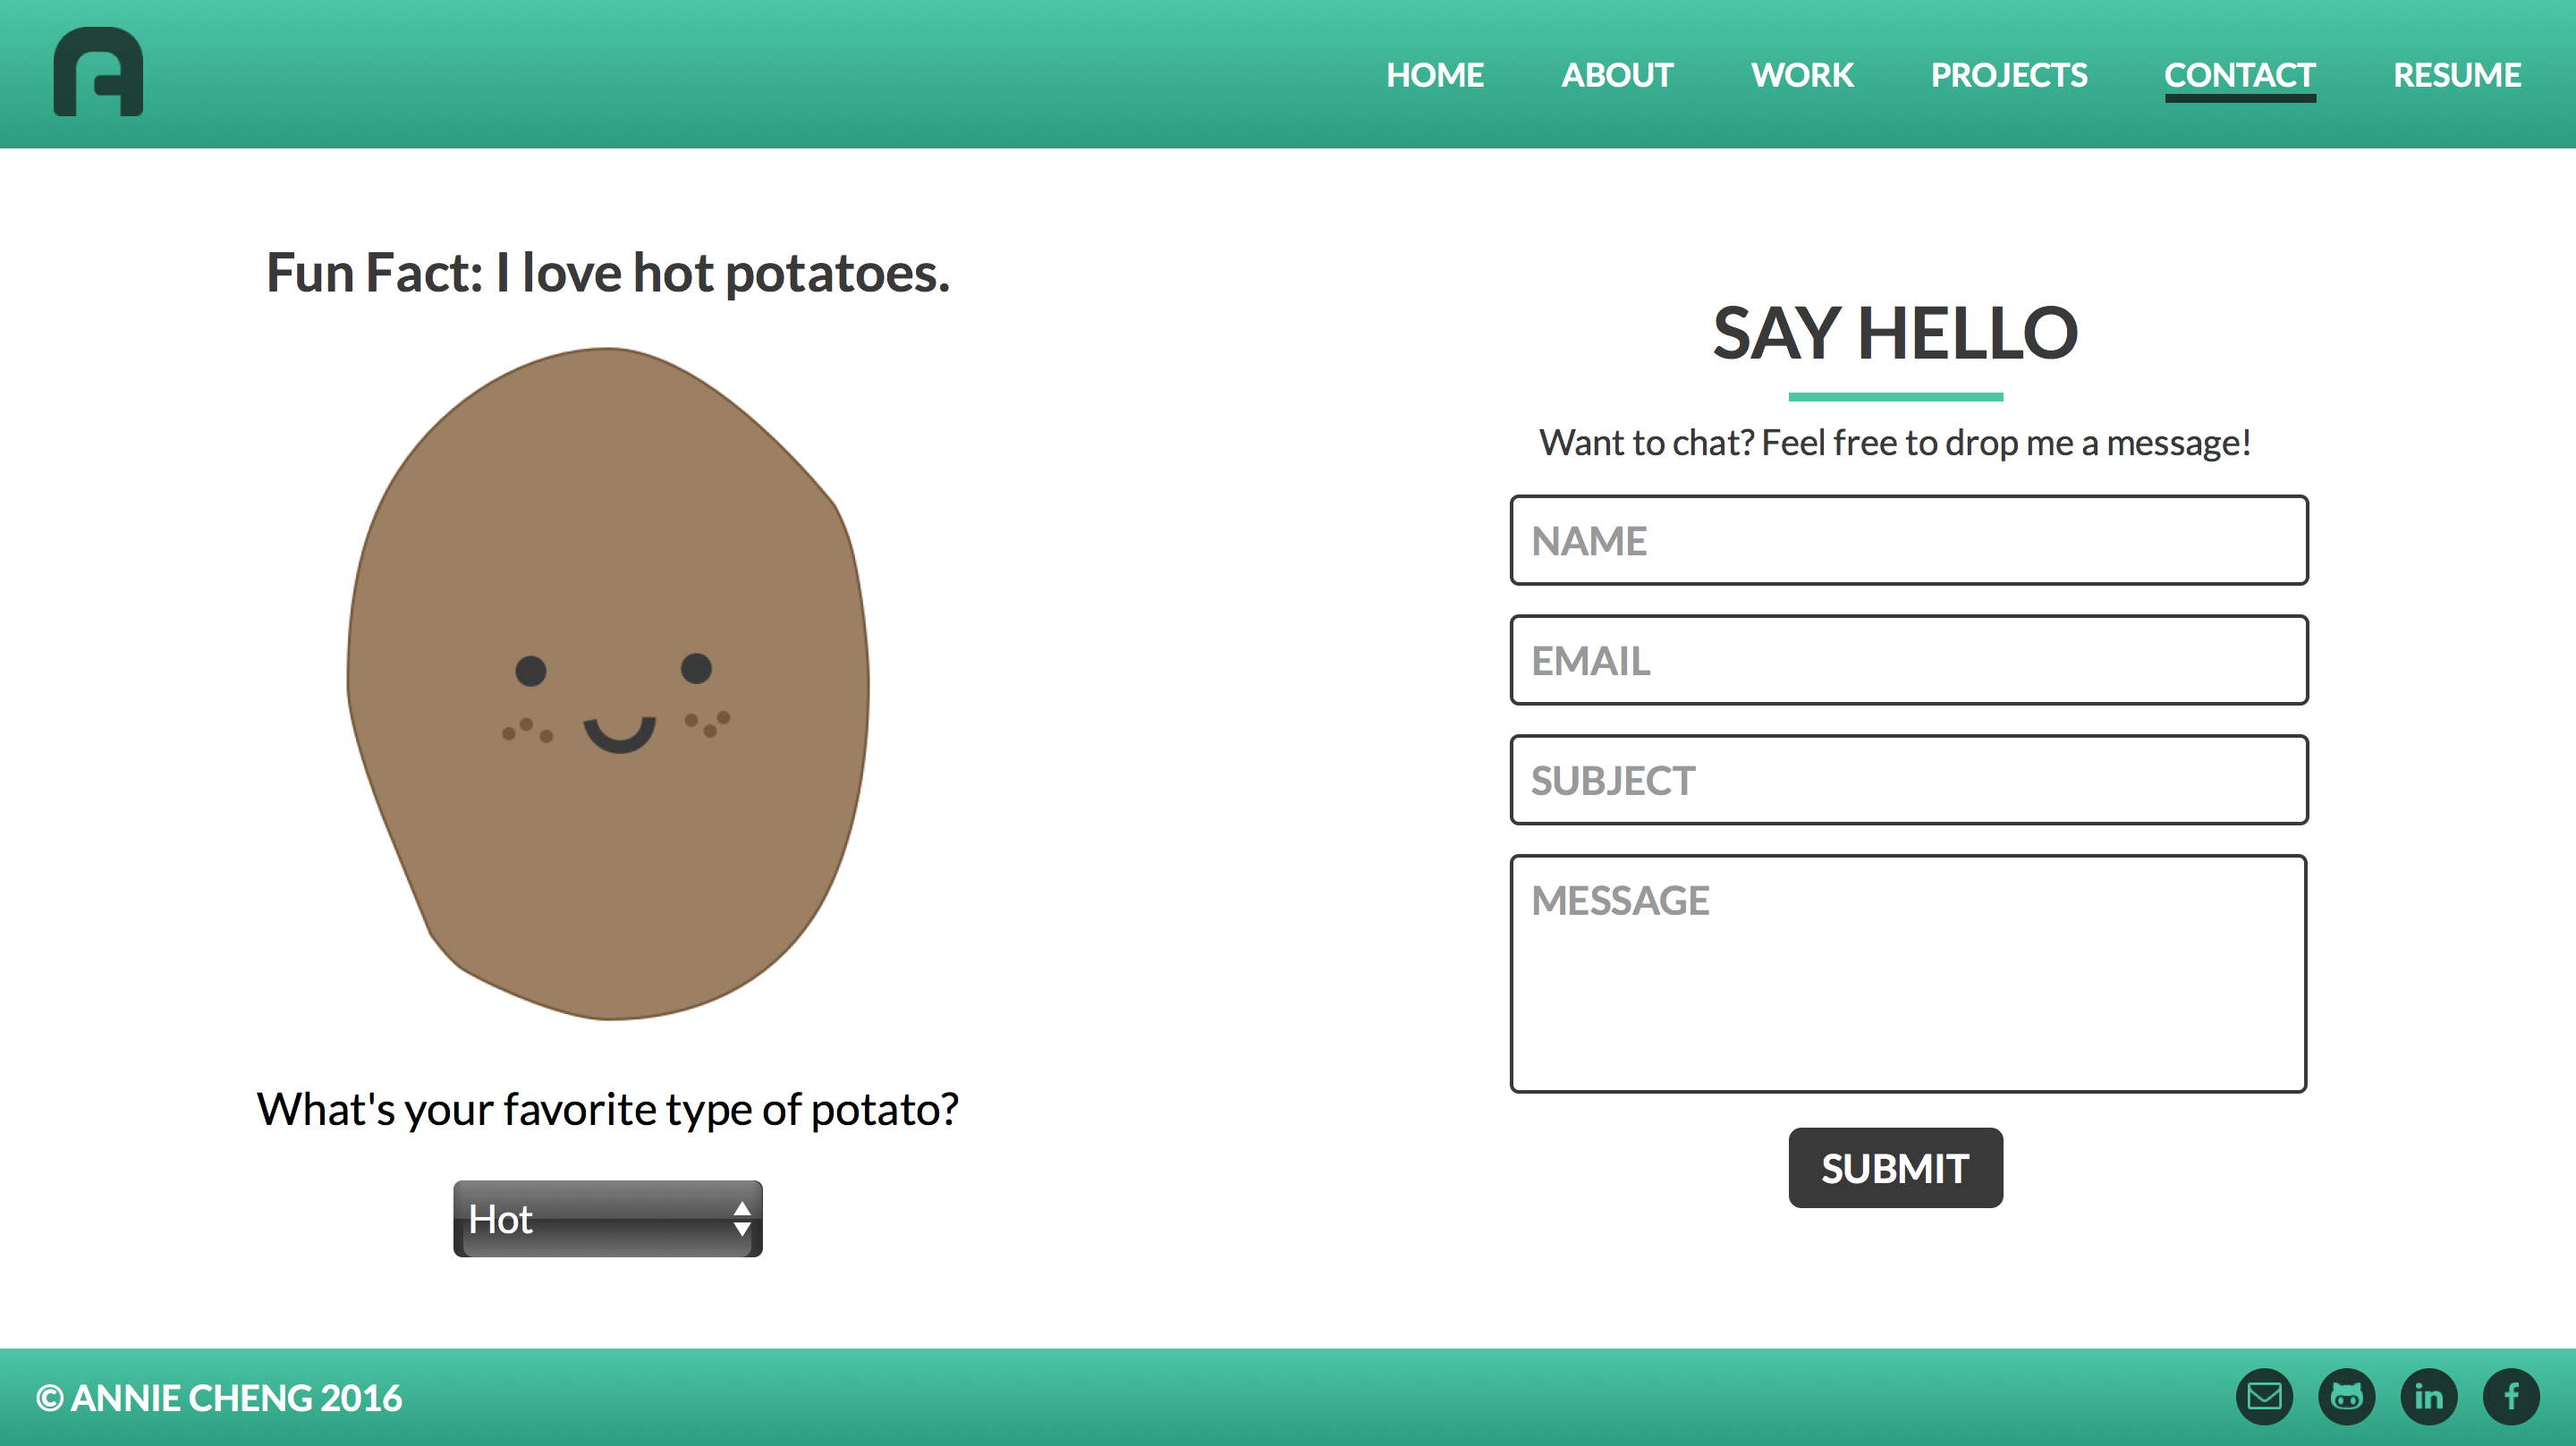 HOME ABOUT WORK PROJECTS CONTACT RESUME
Fun Fact: I love hot potatoes.
What's your favorite type of potato?
Hot
SAY HELLO
Want to chat? Feel free to drop me a message!
NAME
EMAIL
SUBJECT
MESSAGE
SUBMIT
© ANNIE CHENG 2016